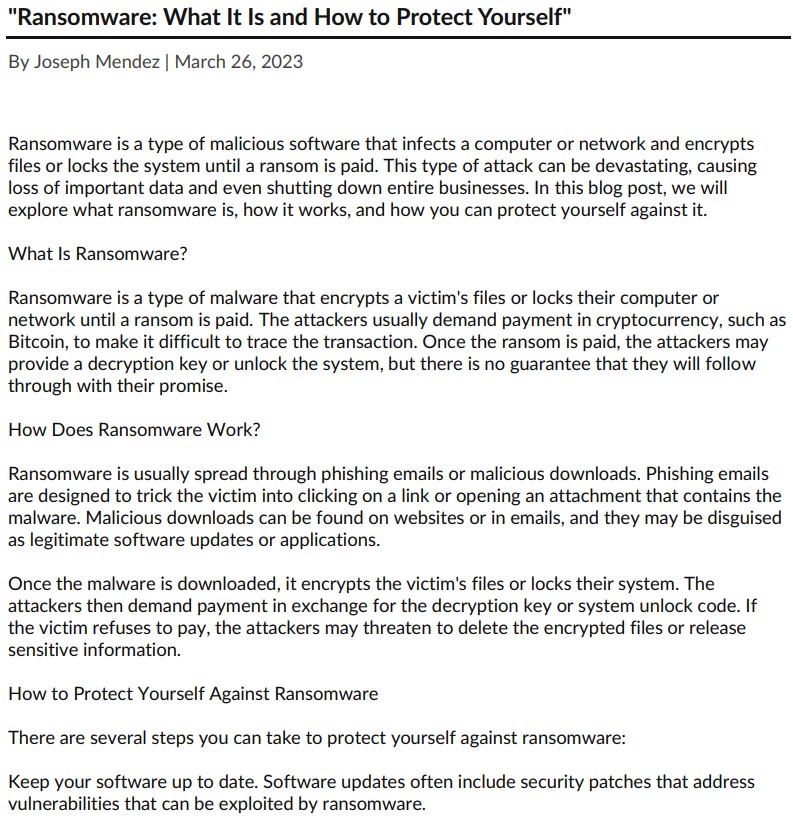 "Ransomware: What It Is and How to Protect Yourself"
By Joseph Mendez | March 26, 2023
Ransomware is a type of malicious software that infects a computer or network and encrypts
files or locks the system until a ransom is paid. This type of attack can be devastating, causing
loss of important data and even shutting down entire businesses. In this blog post, we will
explore what ransomware is, how it works, and how you can protect yourself against it.
What Is Ransomware?
Ransomware is a type of malware that encrypts a victim's files or locks their computer or
network until a ransom is paid. The attackers usually demand payment in cryptocurrency, such as
Bitcoin, to make it difficult to trace the transaction. Once the ransom is paid, the attackers may
provide a decryption key or unlock the system, but there is no guarantee that they will follow
through with their promise.
How Does Ransomware Work?
Ransomware is usually spread through phishing emails or malicious downloads. Phishing emails
are designed to trick the victim into clicking on a link or opening an attachment that contains the
malware. Malicious downloads can be found on websites or in emails, and they may be disguised
as legitimate software updates or applications.
Once the malware is downloaded, it encrypts the victim's files or locks their system. The
attackers then demand payment in exchange for the decryption key or system unlock code. If
the victim refuses to pay, the attackers may threaten to delete the encrypted files or release
sensitive information.
How to Protect Yourself Against Ransomware
There are several steps you can take to protect yourself against ransomware:
Keep your software up to date. Software updates often include security patches that address
vulnerabilities that can be exploited by ransomware.